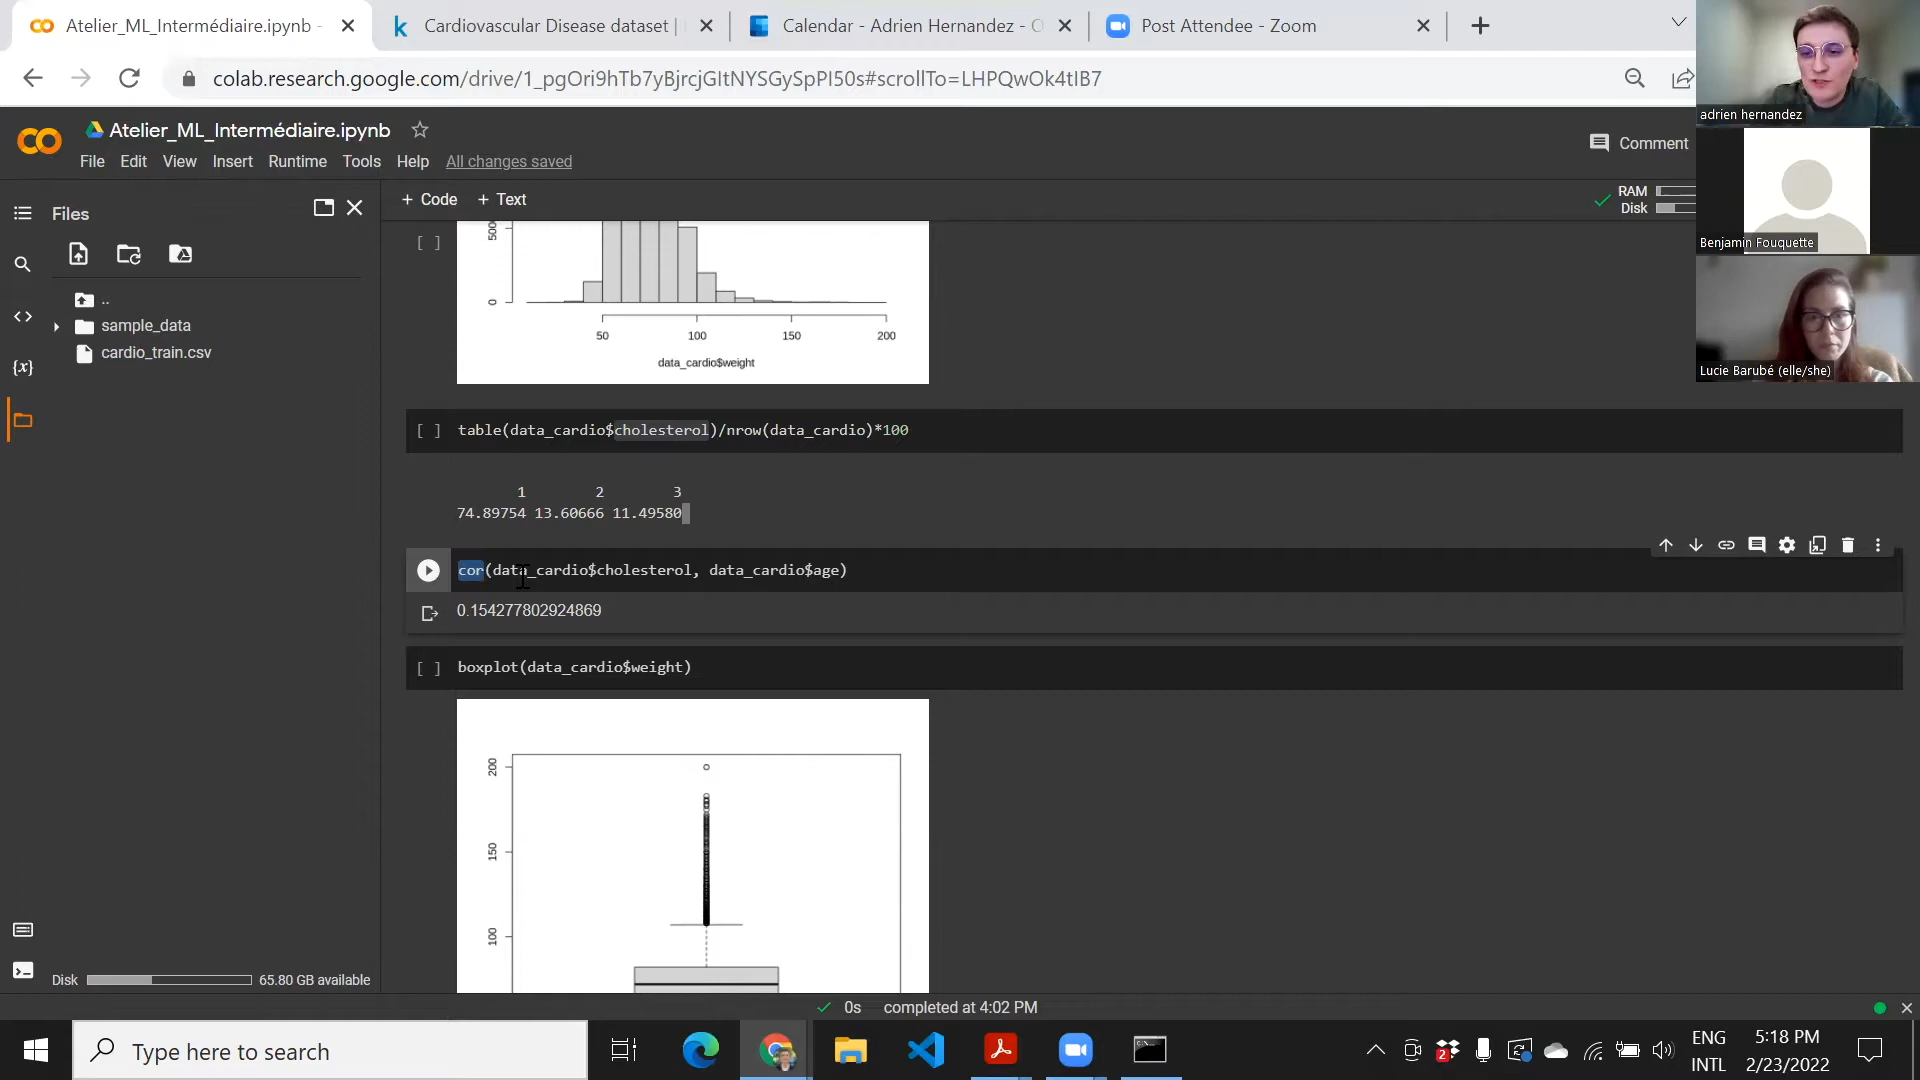 Atelier_ML_Intermédiaire.ipynb -
Cardiovascular Disease dataset |
Calendar - Adrien Hernandez - O
Post Attendee - Zoom
colab.research.google.com/drive/1_pgOri9hTb7yBjrcjGItNYSGySpPI50s#scrollTo=LHPQwOk4tIB7
adrien hernandez
Atelier_ML_Intermédiaire.ipynb
Comment
File Edit View Insert Runtime Tools Help All changes saved
Files
+ Code + Text
RAM
Disk
Benjamin Fouquette
..
sample_data
cardio_train.csv
[ ]
500
0
50 100 150 200
data_cardio$weight
Lucie Barubé (elle/she)
[ ] table(data_cardio$cholesterol)/nrow(data_cardio)*100
1 2 3
74.89754 13.60666 11.49580
cor(data_cardio$cholesterol, data_cardio$age)
0.154277802924869
[ ] boxplot(data_cardio$weight)
200
150
100
Disk 65.80 GB available
0s completed at 4:02 PM
Type here to search
2
ENG
INTL
5:18 PM
2/23/2022